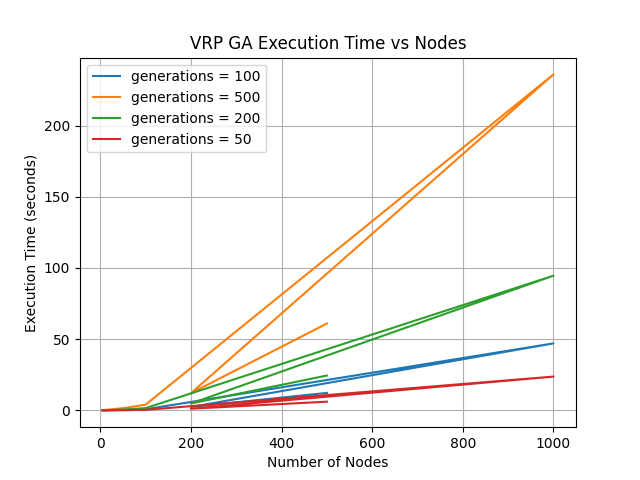 VRP GA Execution Time vs Nodes
generations = 100
generations = 500
generations = 200
generations = 50
Execution Time (seconds)
200
150
100
50
0
0 200 400 600 800 1000
Number of Nodes